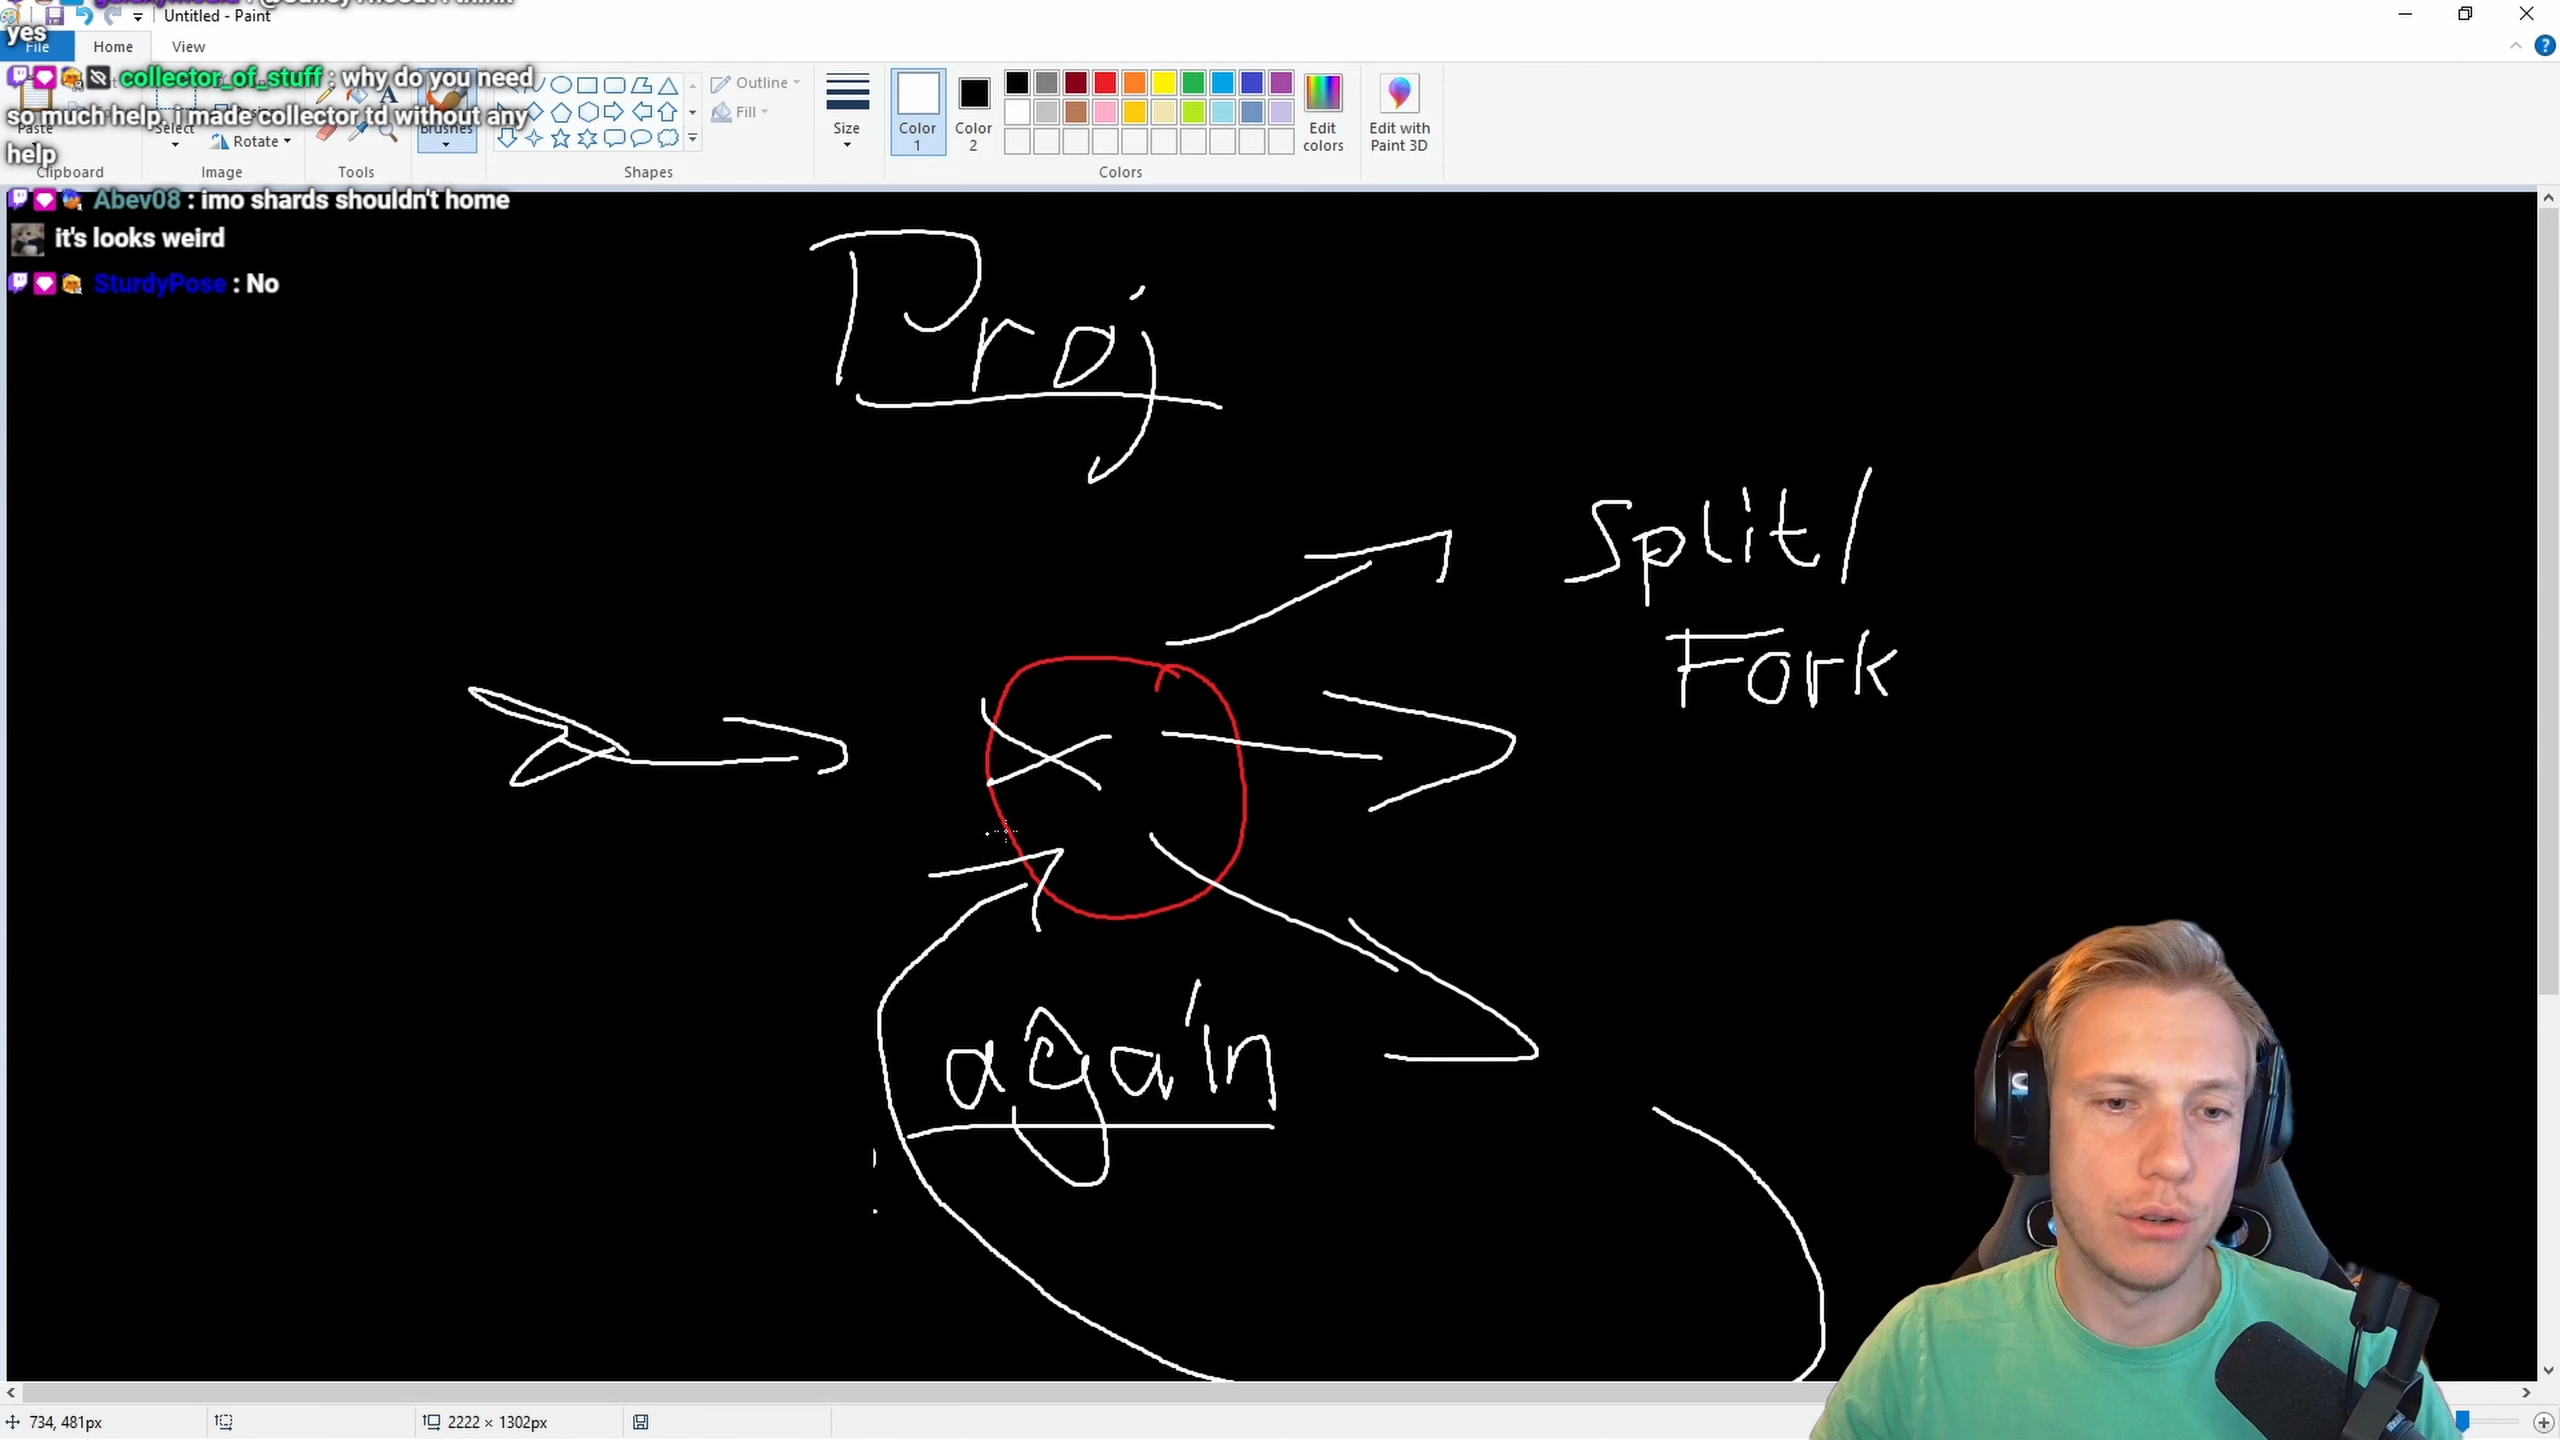 Untitled - Paint
yes
File
Home
View
collector_of_stuff : why do you need
so much help, i made collector td without any
help
Abev08 : imo shards shouldn't home
it's looks weird
SturdyPose : No
Paste
Select
Rotate
Brushes
Outline
Fill
Size
Color
1
Color
2
Edit
colors
Edit with
Paint 3D
Clipboard
Image
Tools
Shapes
Colors
Proj
Split/
Fork
again
734, 481px
2222 × 1302px